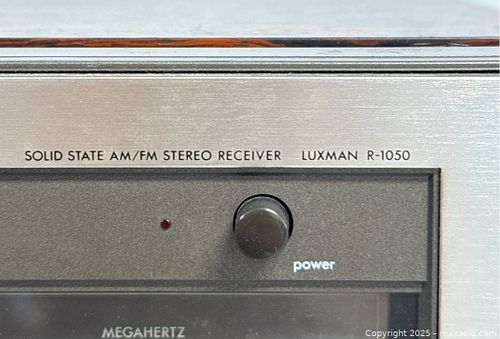 SOLID STATE AM/FM STEREO RECEIVER LUXMAN R-1050
power
MEGAHERTZ
Copyright 2025 - maxsold.com